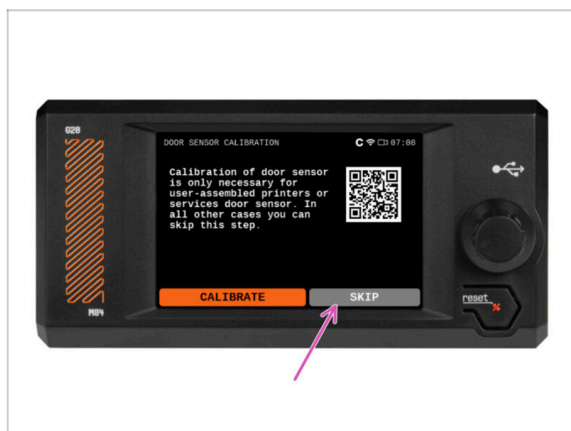 G28
DOOR SENSOR CALIBRATION
C 07:08
Calibration of door sensor
is only necessary for
user-assembled printers or
services door sensor. In
all other cases you can
skip this step.
CALIBRATE
SKIP
reset
M84